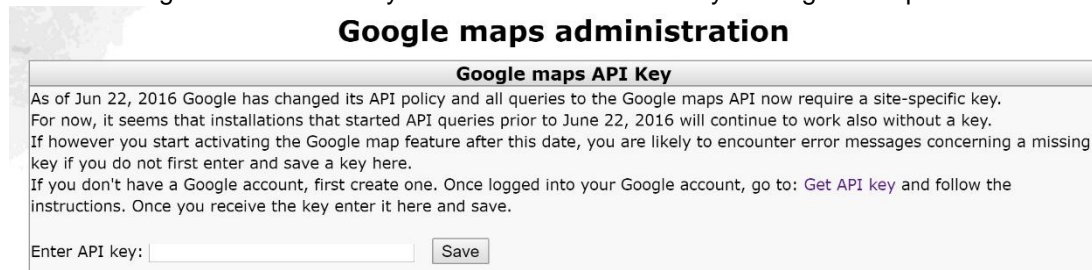 Google maps administration
Google maps API Key
As of Jun 22, 2016 Google has changed its API policy and all queries to the Google maps API now require a site-specific key.
For now, it seems that installations that started API queries prior to June 22, 2016 will continue to work also without a key.
If however you start activating the Google map feature after this date, you are likely to encounter error messages concerning a missing
key if you do not first enter and save a key here.
If you don't have a Google account, first create one. Once logged into your Google account, go to: Get API key and follow the
instructions. Once you receive the key enter it here and save.
Enter API key: Save